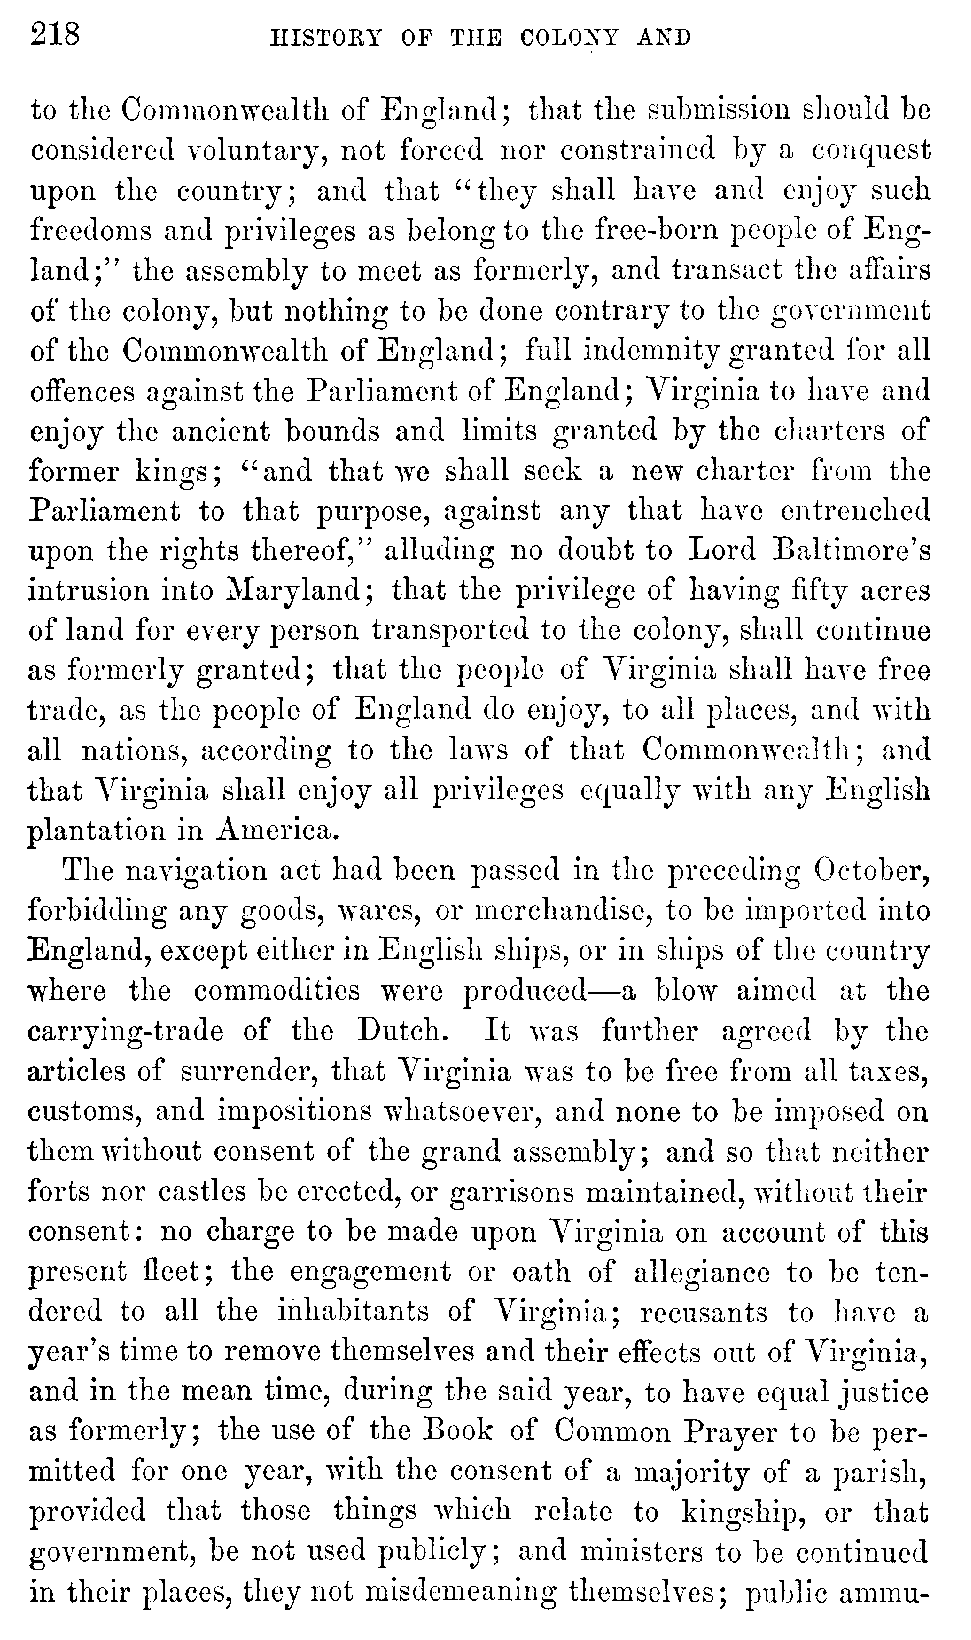 218 HISTORY OF THE COLONY AND
to the Commonwealth of England; that the submission should be
considered voluntary, not forced nor constrained by a conquest
upon the country; and that “they shall have and enjoy such
freedoms and privileges as belong to the free-born people of Eng-
land;” the assembly to meet as formerly, and transact the affairs
of the colony, but nothing to be done contrary to the government
of the Commonwealth of England; full indemnity granted for all
offences against the Parliament of England; Virginia to have and
enjoy the ancient bounds and limits granted by the charters of
former kings; “and that we shall seek a new charter from the
Parliament to that purpose, against any that have entrenched
upon the rights thereof,” alluding no doubt to Lord Baltimore’s
intrusion into Maryland; that the privilege of having fifty acres
of land for every person transported to the colony, shall continue
as formerly granted; that the people of Virginia shall have free
trade, as the people of England do enjoy, to all places, and with
all nations, according to the laws of that Commonwealth; and
that Virginia shall enjoy all privileges equally with any English
plantation in America.
The navigation act had been passed in the preceding October,
forbidding any goods, wares, or merchandise, to be imported into
England, except either in English ships, or in ships of the country
where the commodities were produced—a blow aimed at the
carrying-trade of the Dutch. It was further agreed by the
articles of surrender, that Virginia was to be free from all taxes,
customs, and impositions whatsoever, and none to be imposed on
them without consent of the grand assembly; and so that neither
forts nor castles be erected, or garrisons maintained, without their
consent: no charge to be made upon Virginia on account of this
present fleet; the engagement or oath of allegiance to be ten-
dered to all the inhabitants of Virginia; recusants to have a
year’s time to remove themselves and their effects out of Virginia,
and in the mean time, during the said year, to have equal justice
as formerly; the use of the Book of Common Prayer to be per-
mitted for one year, with the consent of a majority of a parish,
provided that those things which relate to kingship, or that
government, be not used publicly; and ministers to be continued
in their places, they not misdemeaning themselves; public ammu-